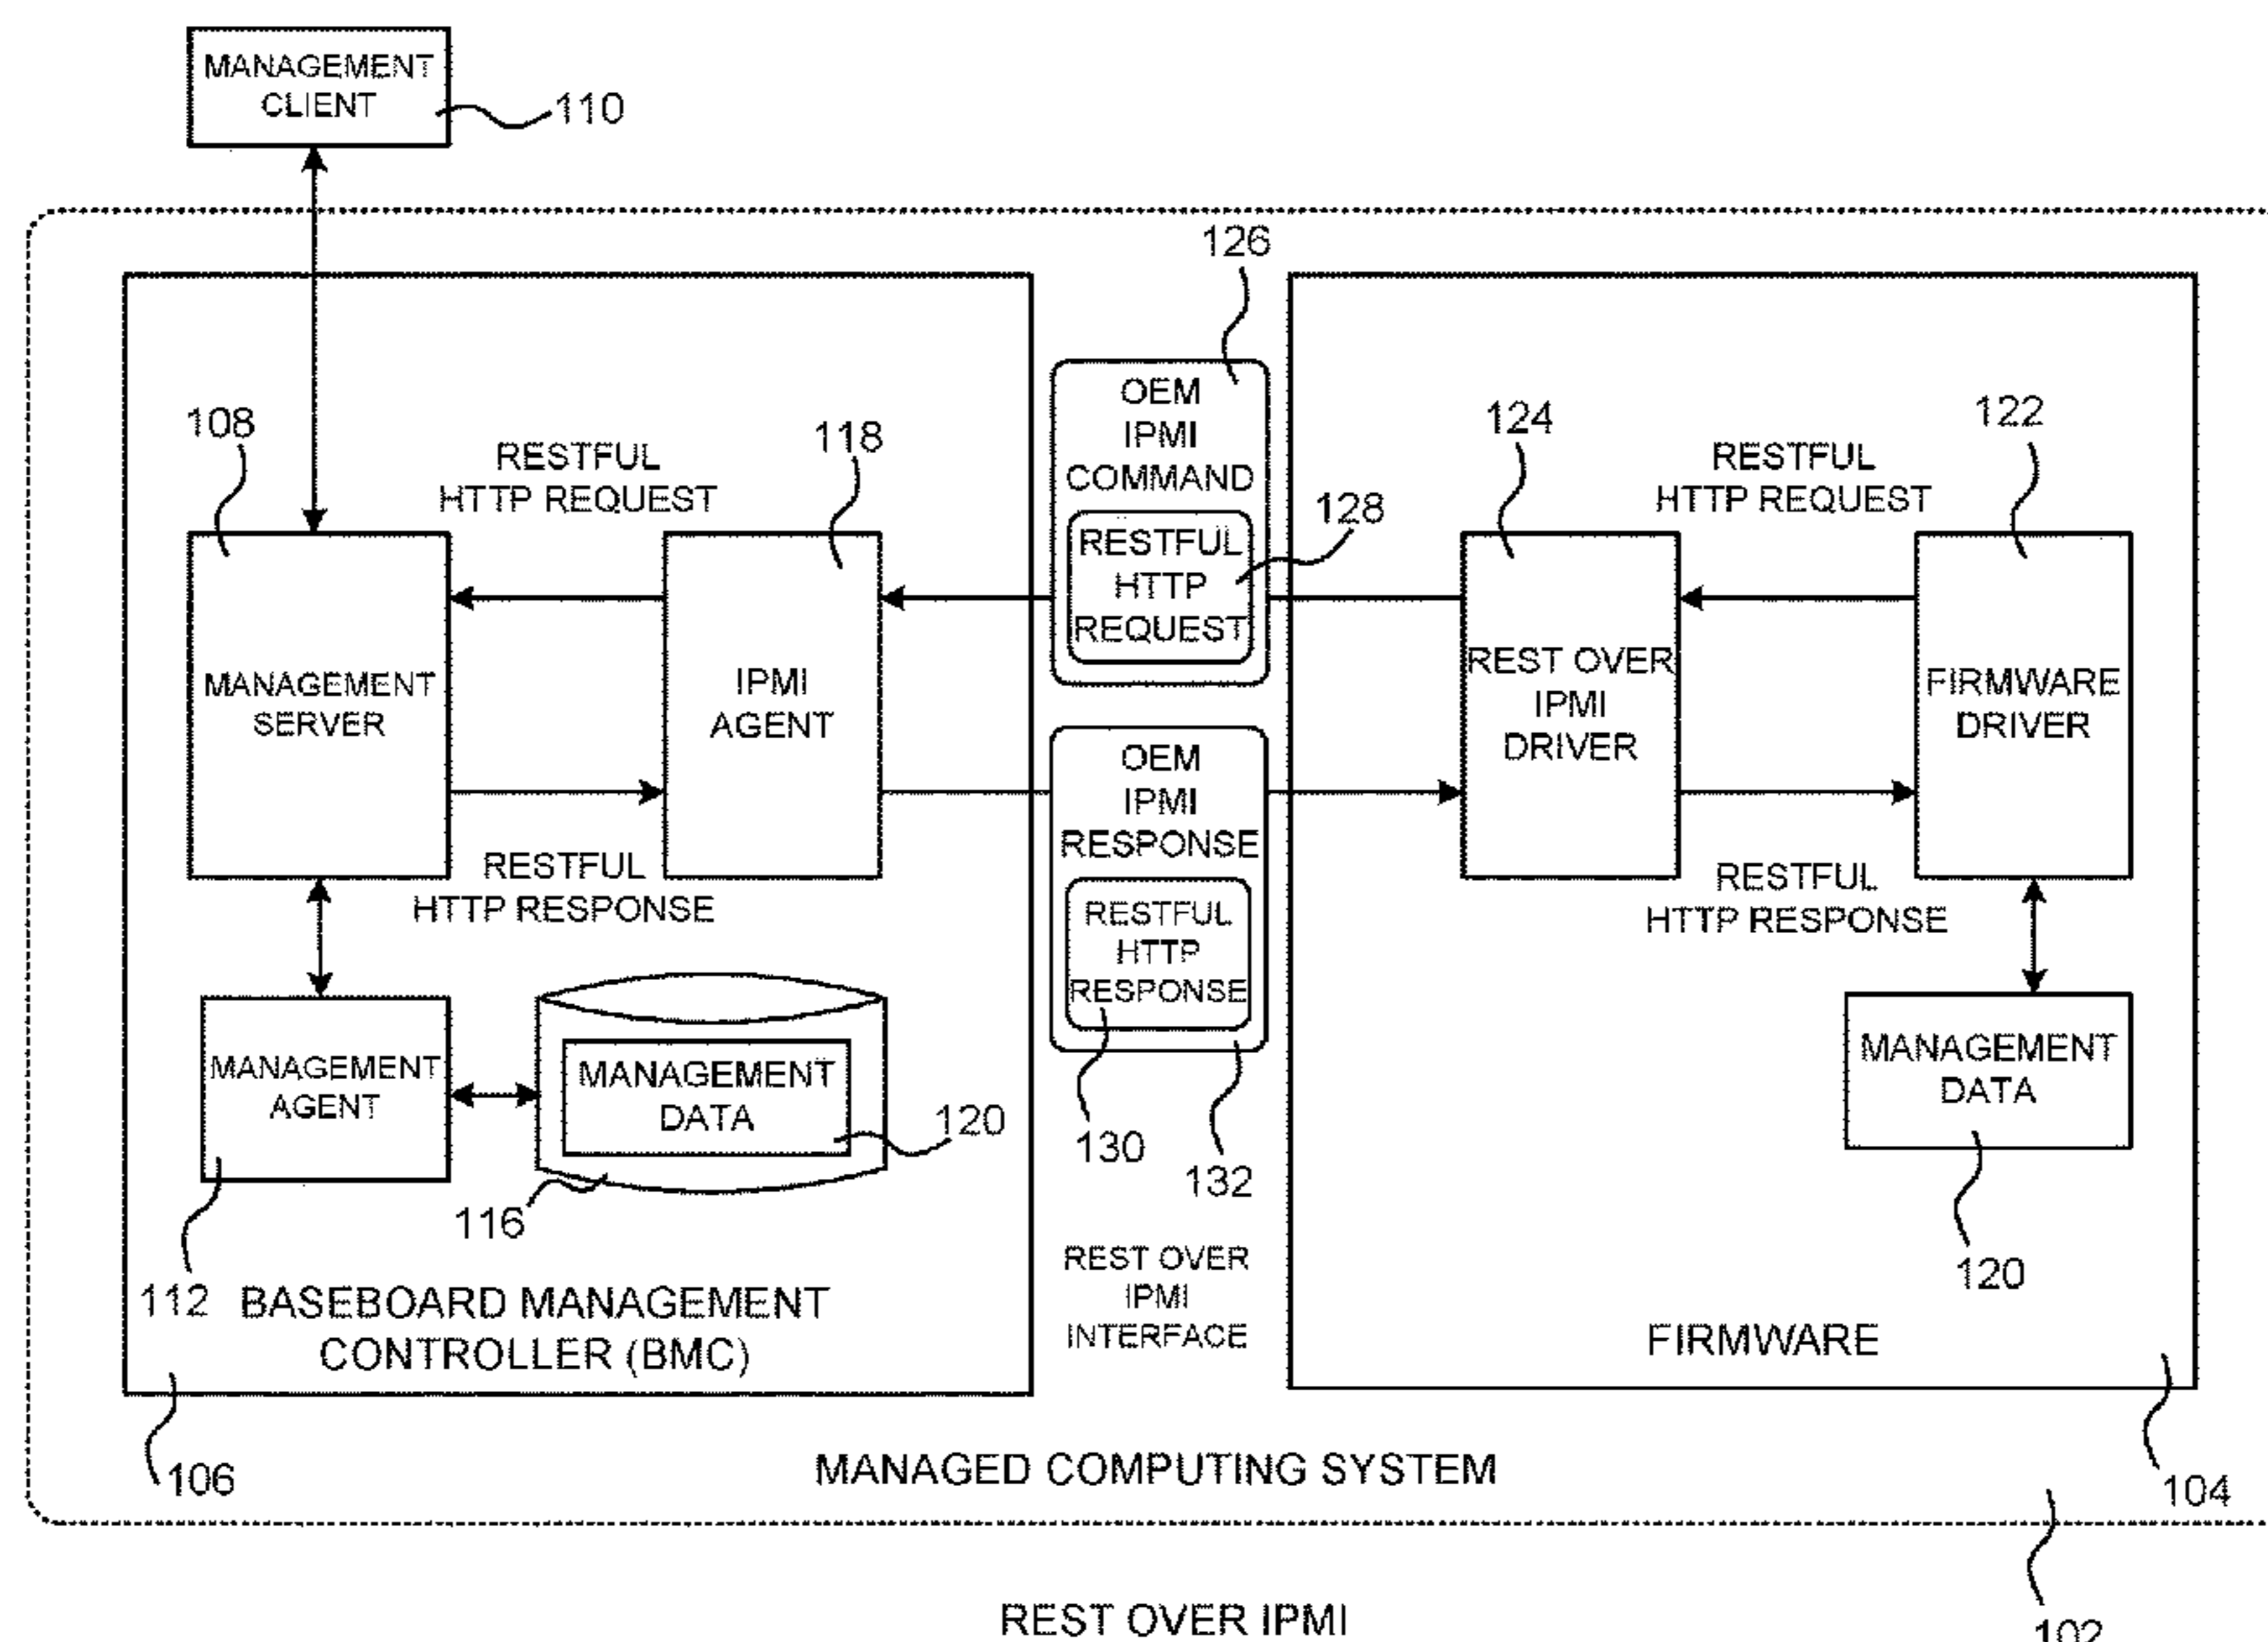 MANAGEMENT
CLIENT
110
126
108
RESTFUL
HTTP REQUEST
118
OEM
IPMI
COMMAND
RESTFUL
HTTP
REQUEST
128
124
RESTFUL
HTTP REQUEST
122
MANAGEMENT
SERVER
IPMI
AGENT
REST OVER
IPMI
DRIVER
FIRMWARE
DRIVER
RESTFUL
HTTP RESPONSE
OEM
IPMI
RESPONSE
RESTFUL
HTTP
RESPONSE
RESTFUL
HTTP RESPONSE
MANAGEMENT
AGENT
MANAGEMENT
DATA
120
130
132
MANAGEMENT
DATA
116
112
120
BASEBOARD MANAGEMENT
CONTROLLER (BMC)
REST OVER
IPMI
INTERFACE
FIRMWARE
106
MANAGED COMPUTING SYSTEM
104
REST OVER IPMI
102